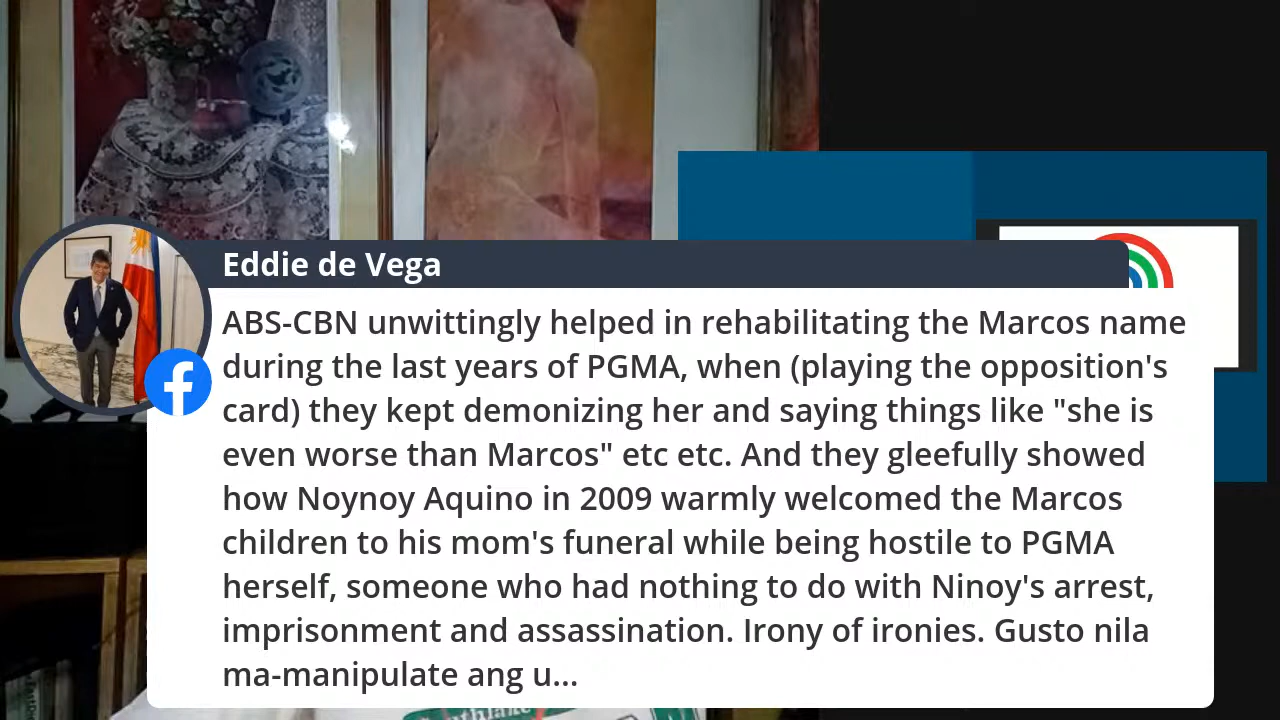 Eddie de Vega
ABS-CBN unwittingly helped in rehabilitating the Marcos name
during the last years of PGMA, when (playing the opposition's
card) they kept demonizing her and saying things like "she is
even worse than Marcos" etc etc. And they gleefully showed
how Noynoy Aquino in 2009 warmly welcomed the Marcos
children to his mom's funeral while being hostile to PGMA
herself, someone who had nothing to do with Ninoy's arrest,
imprisonment and assassination. Irony of ironies. Gusto nila
ma-manipulate ang u...